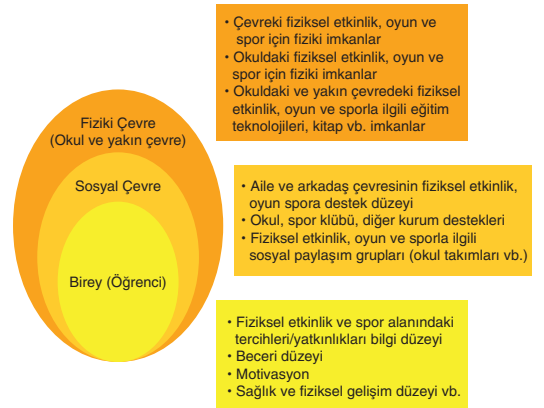 Fiziki Çevre
(Okul ve yakın çevre)
Sosyal Çevre
Birey (Öğrenci)
• Çevreki fiziksel etkinlik, oyun ve
spor için fiziki imkanlar
• Okuldaki fiziksel etkinlik, oyun ve
spor için fiziki imkanlar
• Okuldaki ve yakın çevredeki fiziksel
etkinlik, oyun ve sporla ilgili eğitim
teknolojileri, kitap vb. imkanlar
• Aile ve arkadaş çevresinin fiziksel etkinlik,
oyun spora destek düzeyi
• Okul, spor klübü, diğer kurum destekleri
• Fiziksel etkinlik, oyun ve sporla ilgili
sosyal paylaşım grupları (okul takımları vb.)
• Fiziksel etkinlik ve spor alanındaki
tercihleri/yatkınlıkları bilgi düzeyi
• Beceri düzeyi
• Motivasyon
• Sağlık ve fiziksel gelişim düzeyi vb.